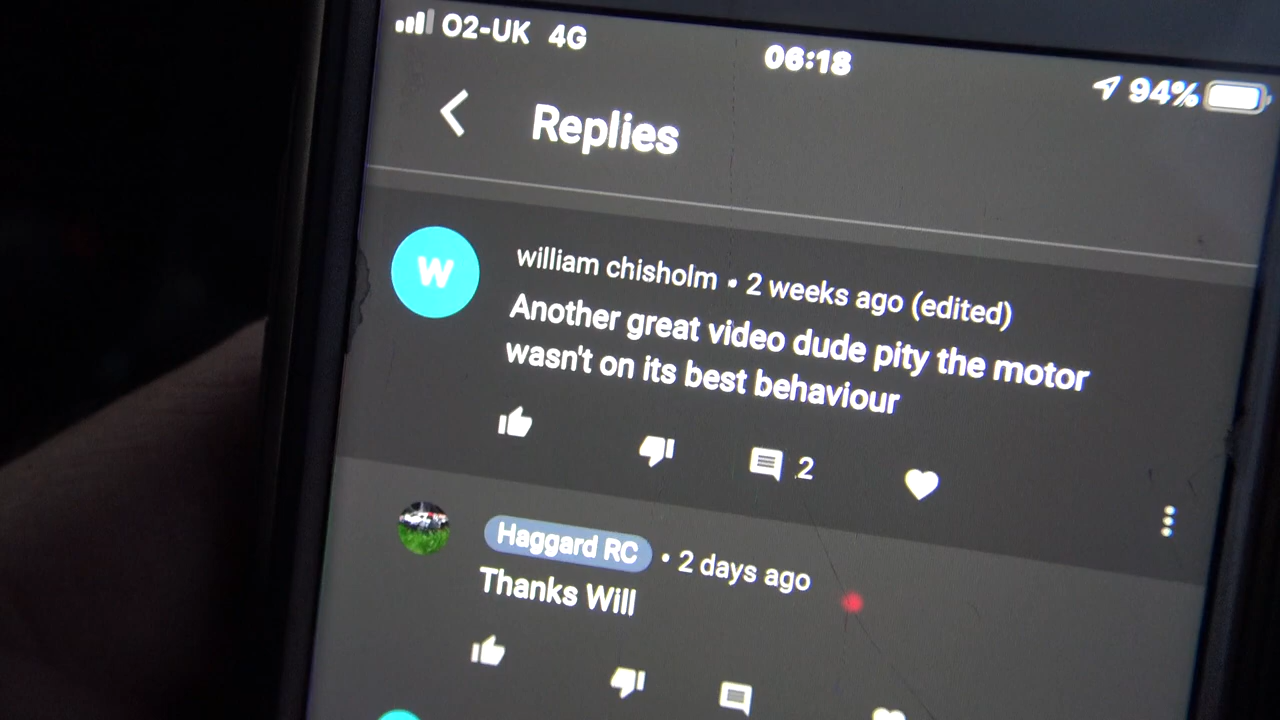 O2-UK 4G 06:18 94%
Replies
W
william chisholm • 2 weeks ago (edited)
Another great video dude pity the motor
wasn't on its best behaviour
2
Haggard RC • 2 days ago
Thanks Will